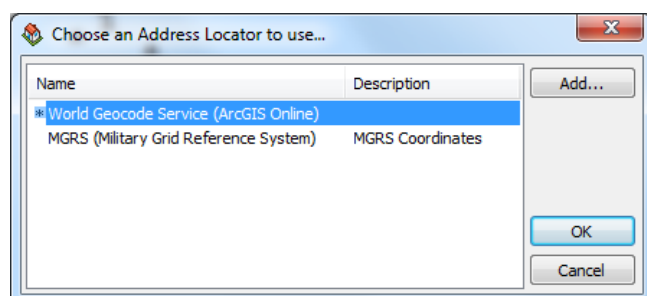 Choose an Address Locator to use...
Name Description Add...
World Geocode Service (ArcGIS Online)
MGRS (Military Grid Reference System) MGRS Coordinates
OK
Cancel